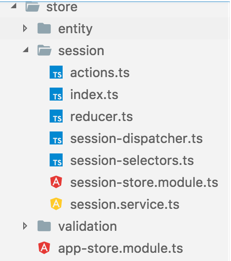 store
entity
session
TS actions.ts
TS index.ts
TS reducer.ts
TS session-dispatcher.ts
TS session-selectors.ts
A session-store.module.ts
A session.service.ts
validation
A app-store.module.ts